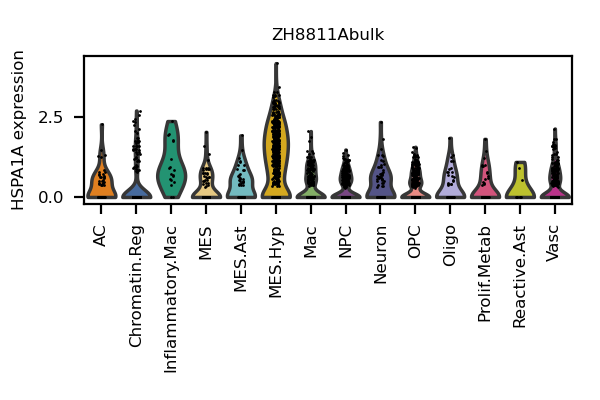 ZH8811Abulk
HSPA1A expression
2.5
0.0
AC
Chromatin.Reg
Inflammatory.Mac
MES
MES.Ast
MES.Hyp
Mac
NPC
Neuron
OPC
Oligo
Prolif.Metab
Reactive.Ast
Vasc